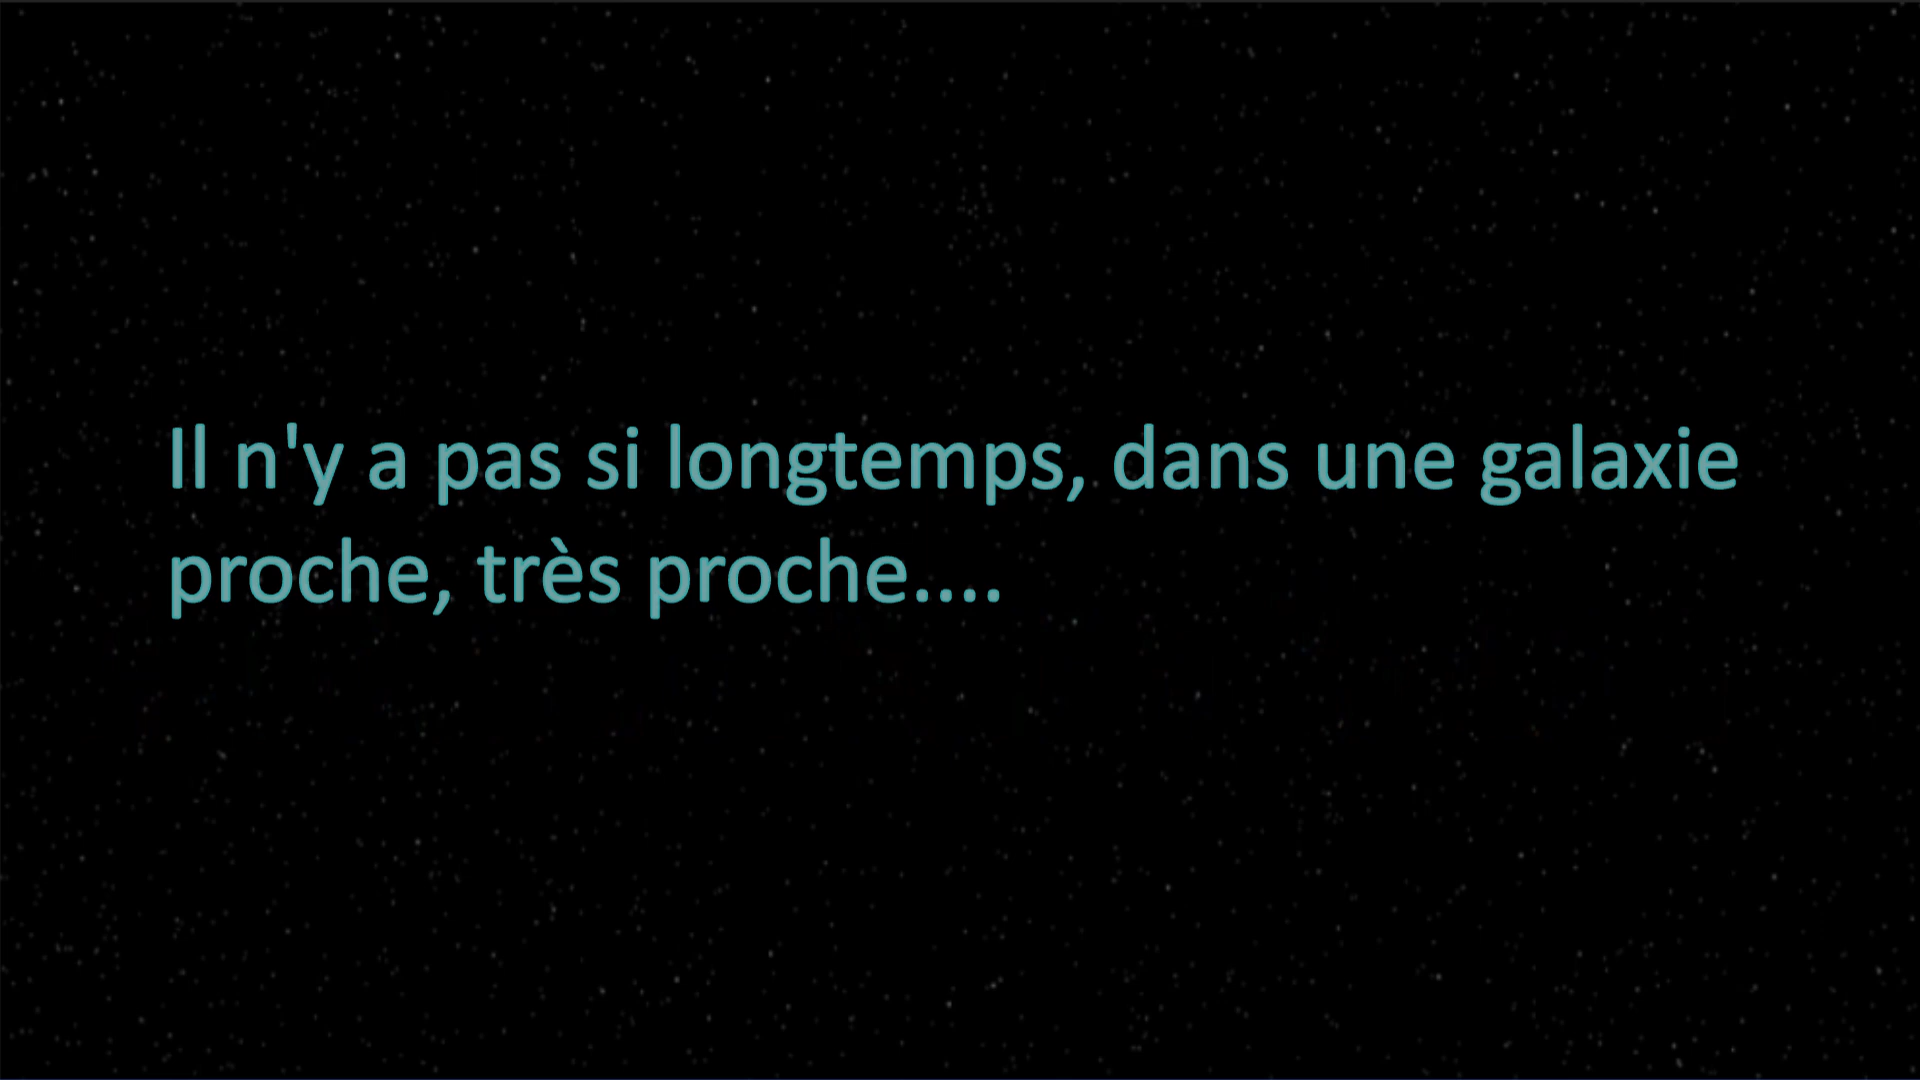 Il n'y a pas si longtemps, dans une galaxie
proche, très proche....